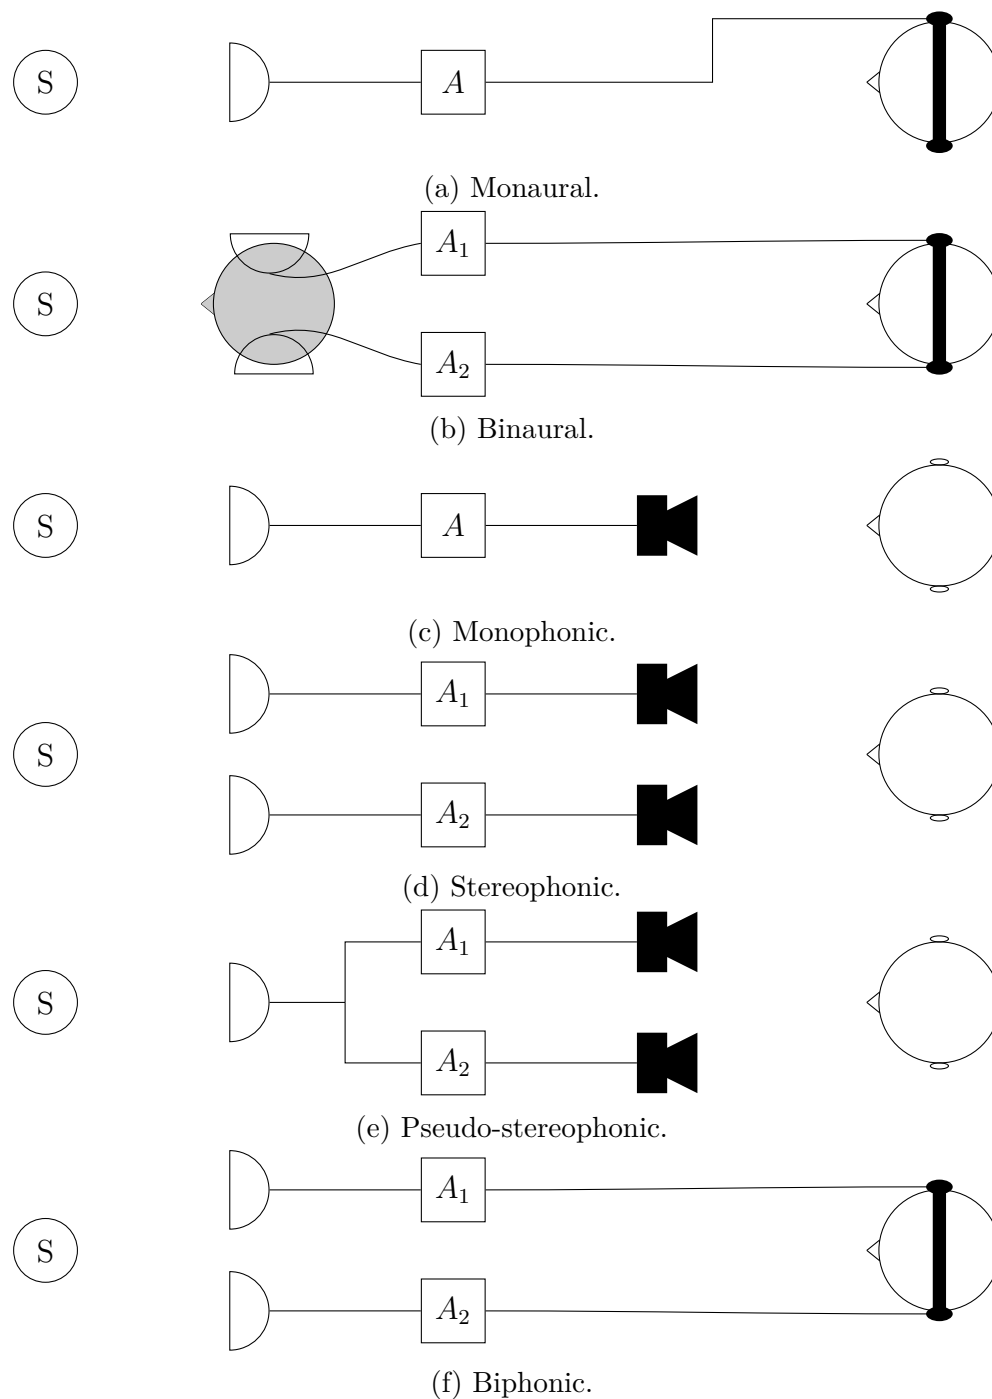 S A
(a) Monaural.
A₁
S
A₂
(b) Binaural.
S A
(c) Monophonic.
A₁
S
A₂
(d) Stereophonic.
A₁
S
A₂
(e) Pseudo-stereophonic.
A₁
S
A₂
(f) Biphonic.